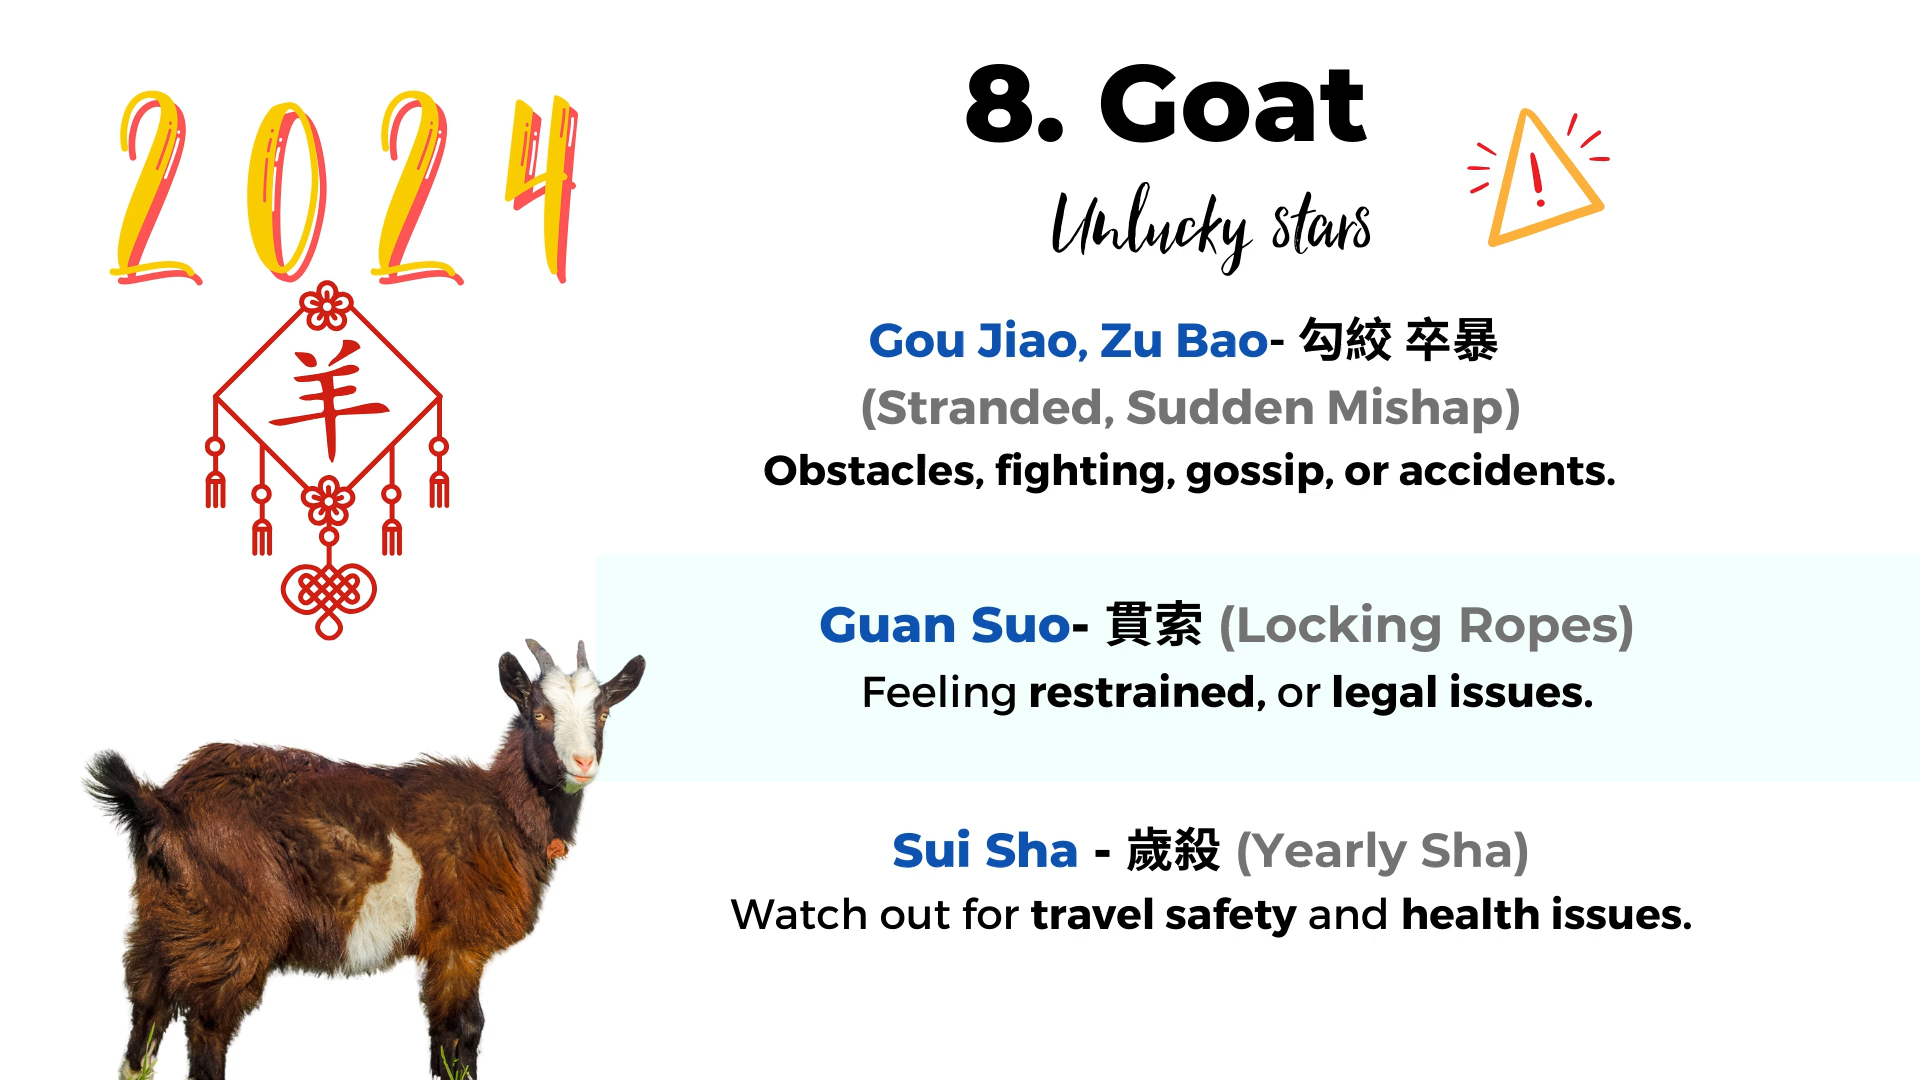 2024
羊
8. Goat
Unlucky stars
Gou Jiao, Zu Bao- 勾絞 卒暴
(Stranded, Sudden Mishap)
Obstacles, fighting, gossip, or accidents.
Guan Suo- 貫索 (Locking Ropes)
Feeling restrained, or legal issues.
Sui Sha - 歲殺 (Yearly Sha)
Watch out for travel safety and health issues.